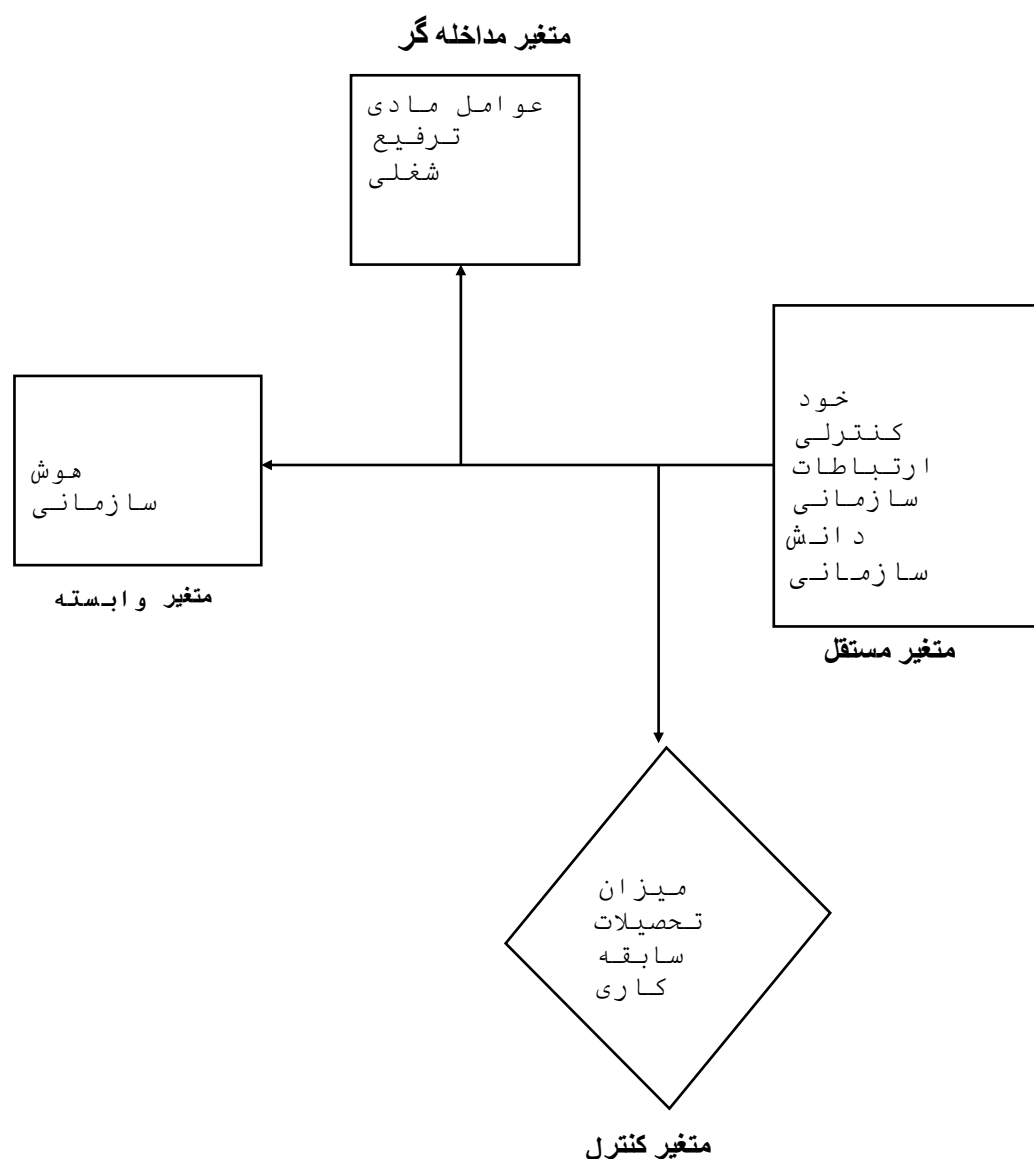 متغیر مداخله گر
عوامل مادی
ترفیع
شغلی
خود
کنترلی
ارتباطات
سازمانی
دانش
سازمانی
متغیر مستقل
هوش
سازمانی
متغیر وابسته
میزان
تحصیلات
سابقه
کاری
متغیر کنترل